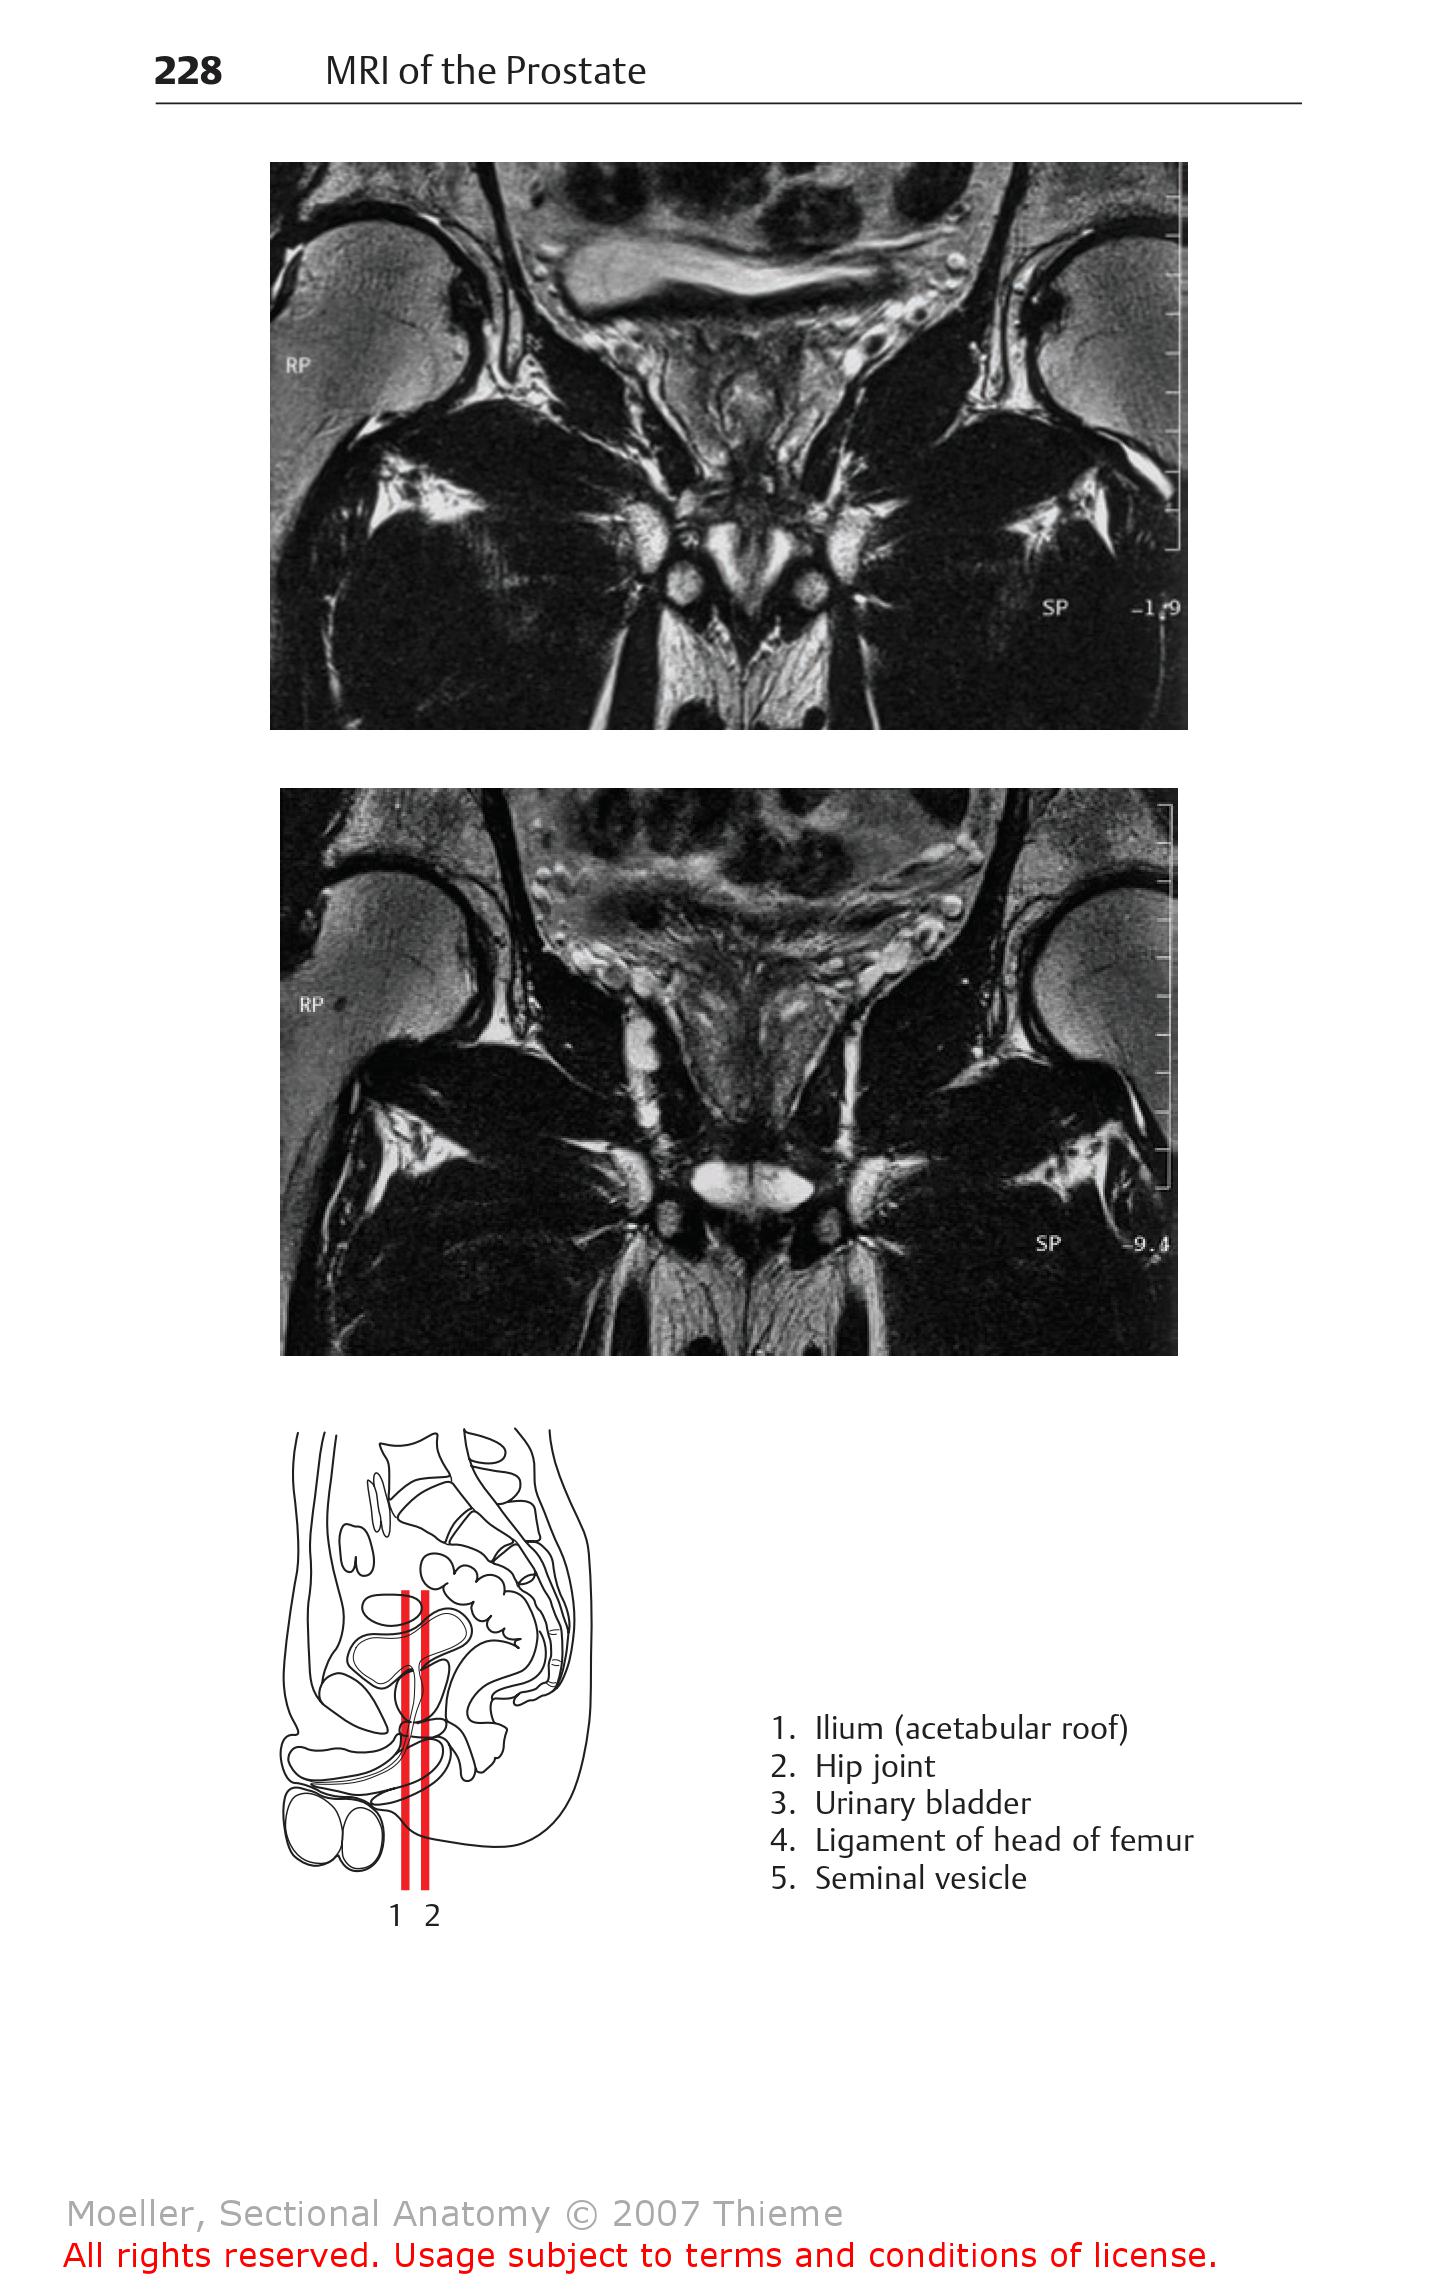 228 MRI of the Prostate
RP
SP -1.9
RP
SP -9.4
1 2
1. Ilium (acetabular roof)
2. Hip joint
3. Urinary bladder
4. Ligament of head of femur
5. Seminal vesicle
Moeller, Sectional Anatomy © 2007 Thieme
All rights reserved. Usage subject to terms and conditions of license.